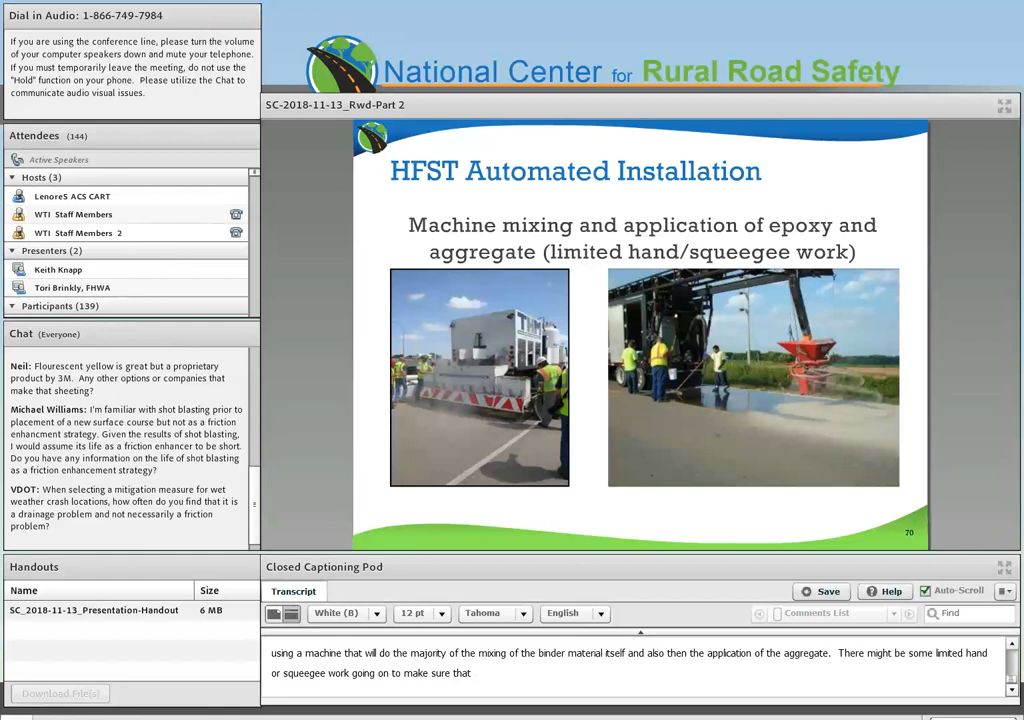 Dial in Audio: 1-866-749-7984
If you are using the conference line, please turn the volume
of your computer speakers down and mute your telephone.
If you must temporarily leave the meeting, do not use the
"Hold" function on your phone.  Please utilize the Chat to
communicate audio visual issues.
National Center for Rural Road Safety
SC-2018-11-13_Rwd-Part 2
Attendees (144)
Active Speakers
Hosts (3)
LenoreS ACS CART
WTI  Staff Members
WTI  Staff Members  2
Presenters (2)
Keith Knapp
Tori Brinkly, FHWA
Participants (139)
HFST Automated Installation
Machine mixing and application of epoxy and
aggregate (limited hand/squeegee work)
70
Chat (Everyone)
Neil: Flourescent yellow is great but a proprietary
product by 3M.  Any other options or companies that
make that sheeting?
Michael Williams: I'm familiar with shot blasting prior to
placement of a new surface course but not as a friction
enhancment strategy. Given the results of shot blasting,
I would assume its life as a friction enhancer to be short.
Do you have any information on the life of shot blasting
as a friction enhancement strategy?
VDOT: When selecting a mitigation measure for wet
weather crash locations, how often do you find that it is
a drainage problem and not necessarily a friction
problem?
Handouts
Name Size
SC_2018-11-13_Presentation-Handout 6 MB
Download File(s)
Closed Captioning Pod
Transcript
Save Help Auto-Scroll
White (B) 12 pt Tahoma English Comments List Find
using a machine that will do the majority of the mixing of the binder material itself and also then the application of the aggregate.  There might be some limited hand
or squeegee work going on to make sure that